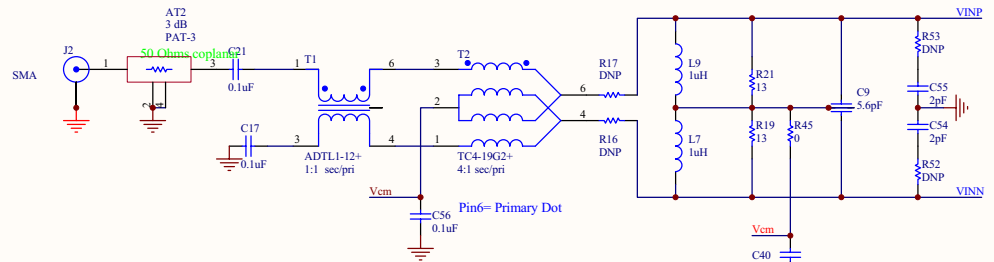 AT2
3 dB
PAT-3
50 Ohms coplanar
J2
SMA
1
3
2
4
C21
0.1uF
T1
1
6
3
4
C17
0.1uF
ADTL1-12+
1:1 sec/pri
T2
3
2
1
6
4
TC4-19G2+
4:1 sec/pri
Vcm
C56
0.1uF
Pin6= Primary Dot
R17
DNP
R16
DNP
L9
1uH
L7
1uH
R21
13
R19
13
R45
0
C9
5.6pF
VINP
R53
DNP
C55
2pF
C54
2pF
R52
DNP
VINN
Vcm
C40